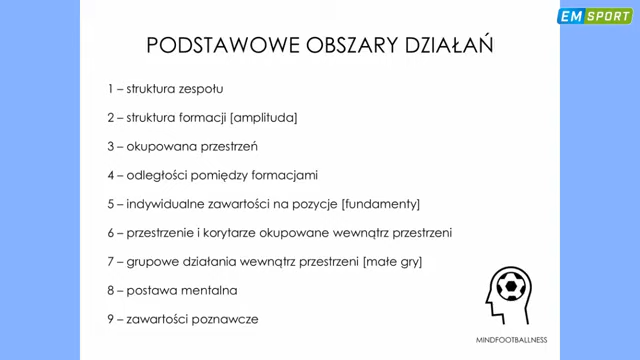 EM SPORT
PODSTAWOWE OBSZARY DZIAŁAŃ
1 – struktura zespołu
2 – struktura formacji [amplituda]
3 – okupowana przestrzeń
4 – odległości pomiędzy formacjami
5 – indywidualne zawartości na pozycje [fundamenty]
6 – przestrzenie i korytarze okupowane wewnątrz przestrzeni
7 – grupowe działania wewnątrz przestrzeni [małe gry]
8 – postawa mentalna
9 – zawartości poznawcze
MINDFOOTBALLNESS